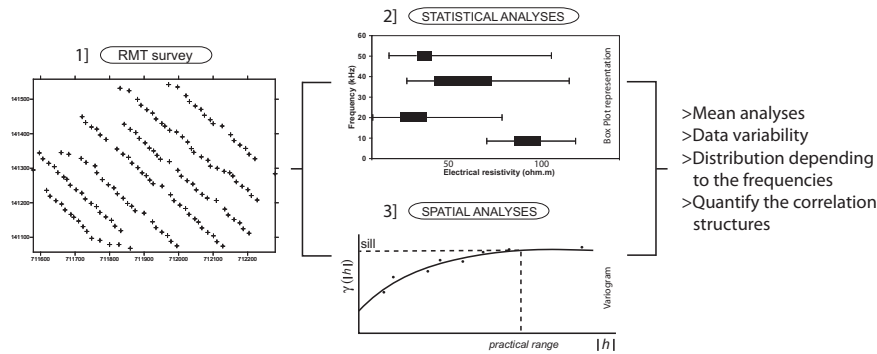 1] RMT survey
141500
141400
141300
141200
141100
711600 711700 711800 711900 712000 712100 712200
2] STATISTICAL ANALYSES
Frequency (kHz)
60
50
40
30
20
10
0
50 100
Electrical resistivity (ohm.m)
Box Plot representation
3] SPATIAL ANALYSES
sill
γ(|h|)
Variogram
practical range |h|
>Mean analyses
>Data variability
>Distribution depending
to the frequencies
>Quantify the correlation
structures